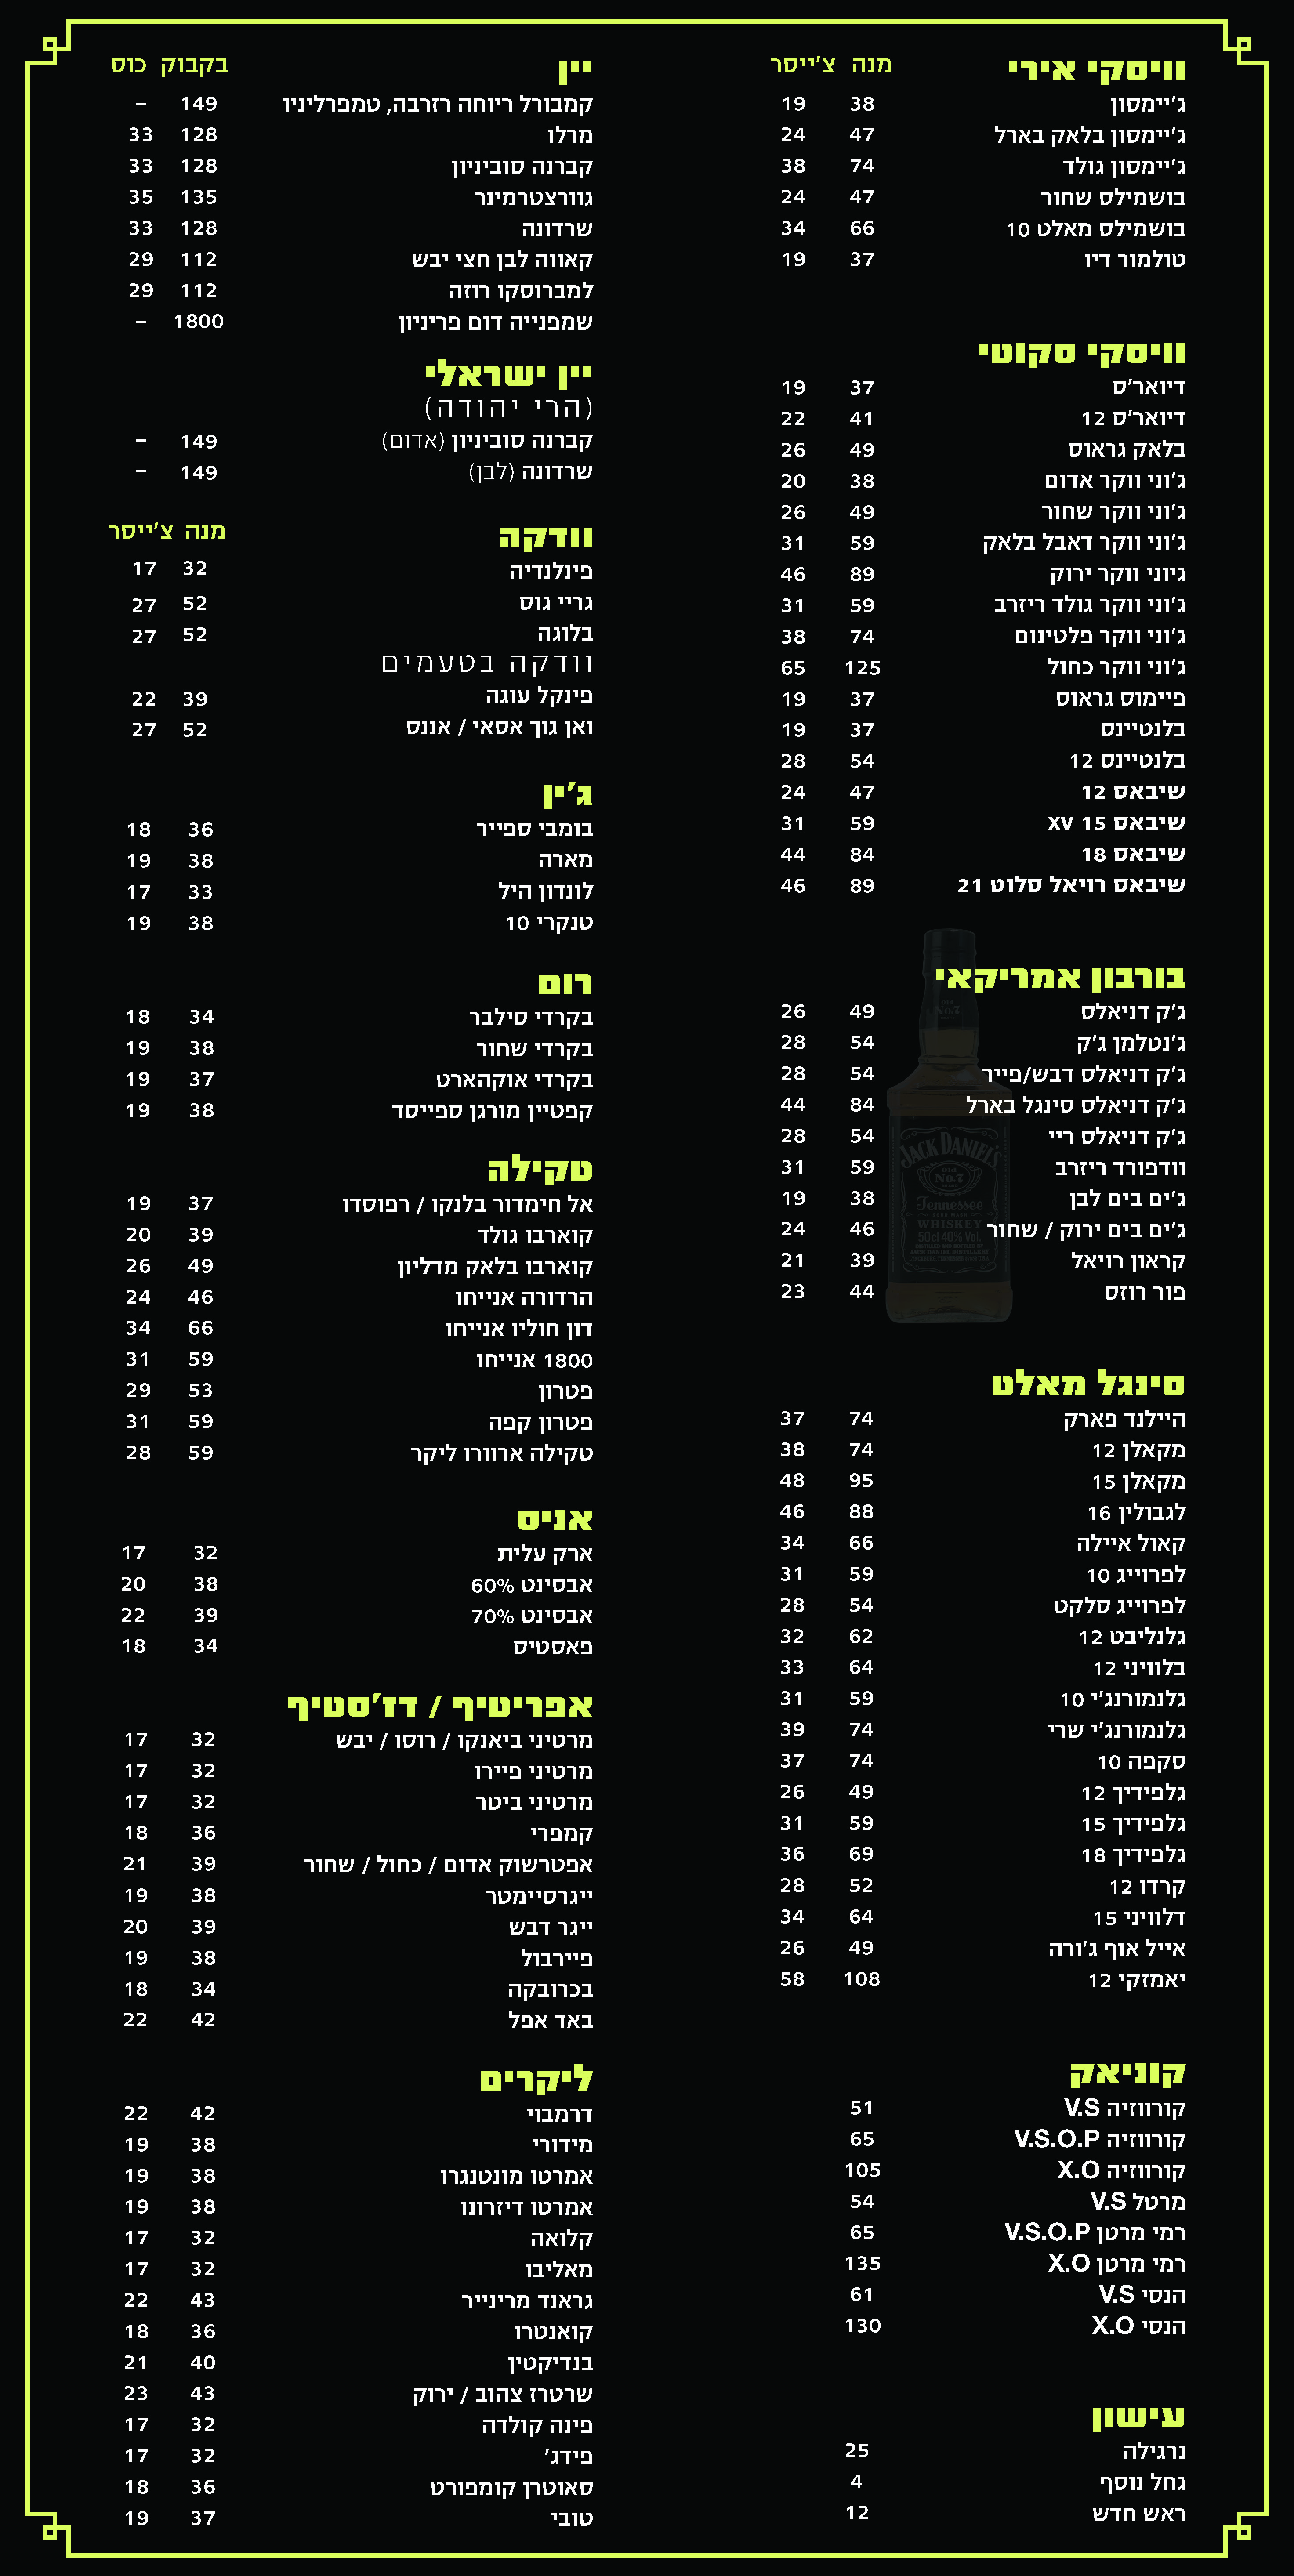 וויסקי אירי מנה צ'ייסר
ג'יימסון 38 19
ג'יימסון בלאק בארל 47 24
ג'יימסון גולד 74 38
בושמילס שחור 47 24
בושמילס מאלט 10 66 34
טולמור דיו 37 19
וויסקי סקוטי
דיואר'ס 37 19
דיואר'ס 12 41 22
בלאק גראוס 49 26
ג'וני ווקר אדום 38 20
ג'וני ווקר שחור 49 26
ג'וני ווקר דאבל בלאק 59 31
גיוני ווקר ירוק 89 46
ג'וני ווקר גולד ריזרב 59 31
ג'וני ווקר פלטינום 74 38
ג'וני ווקר כחול 125 65
פיימוס גראוס 37 19
בלנטיינס 37 19
בלנטיינס 12 54 28
שיבאס 12 47 24
שיבאס 15 XV 59 31
שיבאס 18 84 44
שיבאס רויאל סלוט 21 89 46
בורבון אמריקאי
ג'ק דניאלס 49 26
ג'נטלמן ג'ק 54 28
ג'ק דניאלס דבש/פייר 54 28
ג'ק דניאלס סינגל בארל 84 44
ג'ק דניאלס ריי 54 28
וודפורד ריזרב 59 31
ג'ים בים לבן 38 19
ג'ים בים ירוק / שחור 46 24
קראון רויאל 39 21
פור רוזס 44 23
JACK DANIEL'S
OLD
No.7
Tennessee
WHISKEY
50cl 40% Vol.
סינגל מאלט
היילנד פארק 74 37
מקאלן 12 74 38
מקאלן 15 95 48
לגבולין 16 88 46
קאול איילה 66 34
לפרוייג 10 59 31
לפרוייג סלקט 54 28
גלנליבט 12 62 32
בלוויני 12 64 33
גלנמורנג'י 10 59 31
גלנמורנג'י שרי 74 39
סקפה 10 74 37
גלפידיך 12 49 26
גלפידיך 15 59 31
גלפידיך 18 69 36
קרדו 12 52 28
דלוויני 15 64 34
אייל אוף ג'ורה 49 26
יאמזקי 12 108 58
קוניאק
קורווזיה V.S 51
קורווזיה V.S.O.P 65
קורווזיה X.O 105
מרטל V.S 54
רמי מרטן V.S.O.P 65
רמי מרטן X.O 135
הנסי V.S 61
הנסי X.O 130
עישון
נרגילה 25
גחל נוסף 4
ראש חדש 12
יין בקבוק כוס
קמבורל ריוחה רזרבה, טמפרליניו 149 –
מרלו 128 33
קברנה סוביניון 128 33
גוורצטרמינר 135 35
שרדונה 128 33
קאווה לבן חצי יבש 112 29
למברוסקו רוזה 112 29
שמפנייה דום פריניון 1800 –
יין ישראלי
(הרי יהודה)
קברנה סוביניון (אדום) 149 –
שרדונה (לבן) 149 –
וודקה מנה צ'ייסר
פינלנדיה 32 17
גריי גוס 52 27
בלוגה 52 27
וודקה בטעמים
פינקל עוגה 39 22
ואן גוך אסאי / אננס 52 27
ג'ין
בומבי ספייר 36 18
מארה 38 19
לונדון היל 33 17
טנקרי 10 38 19
רום
בקרדי סילבר 34 18
בקרדי שחור 38 19
בקרדי אוקהארט 37 19
קפטיין מורגן ספייסד 38 19
טקילה
אל חימדור בלנקו / רפוסדו 37 19
קוארבו גולד 39 20
קוארבו בלאק מדליון 49 26
הרדורה אנייחו 46 24
דון חוליו אנייחו 66 34
1800 אנייחו 59 31
פטרון 53 29
פטרון קפה 59 31
טקילה ארוורו ליקר 59 28
אניס
ארק עלית 32 17
אבסינט 60% 38 20
אבסינט 70% 39 22
פאסטיס 34 18
אפריטיף / דז'סטיף
מרטיני ביאנקו / רוסו / יבש 32 17
מרטיני פיירו 32 17
מרטיני ביטר 32 17
קמפרי 36 18
אפטרשוק אדום / כחול / שחור 39 21
ייגרסיימטר 38 19
ייגר דבש 39 20
פיירבול 38 19
בכרובקה 34 18
באד אפל 42 22
ליקרים
דרמבוי 42 22
מידורי 38 19
אמרטו מונטנגרו 38 19
אמרטו דיזרונו 38 19
קלואה 32 17
מאליבו 32 17
גראנד מרינייר 43 22
קואנטרו 36 18
בנדיקטין 40 21
שרטרז צהוב / ירוק 43 23
פינה קולדה 32 17
פידג' 32 17
סאוטרן קומפורט 36 18
טובי 37 19